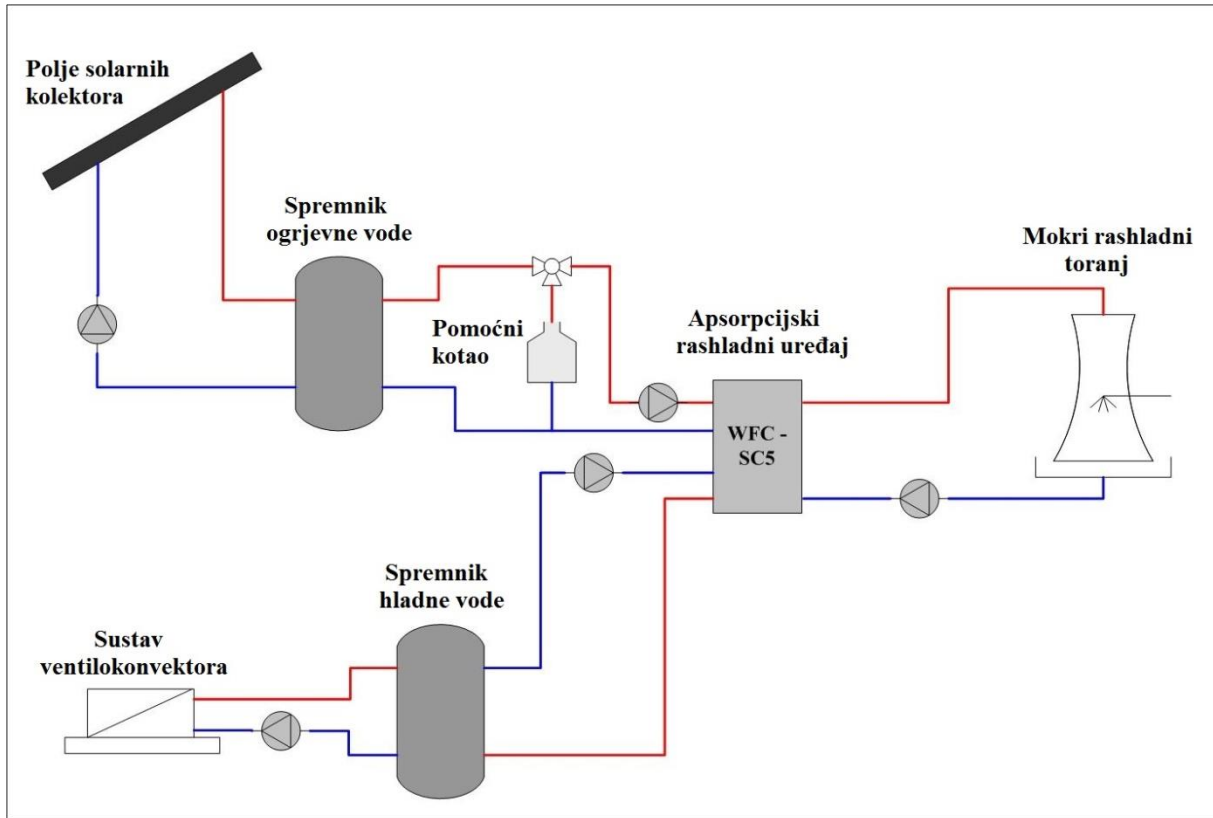 Polje solarnih
kolektora
Spremnik
ogrjevne vode
Pomoćni
kotao
Apsorpcijski
rashladni uređaj
Mokri rashladni
toranj
WFC -
SC5
Spremnik
hladne vode
Sustav
ventilokonvektora